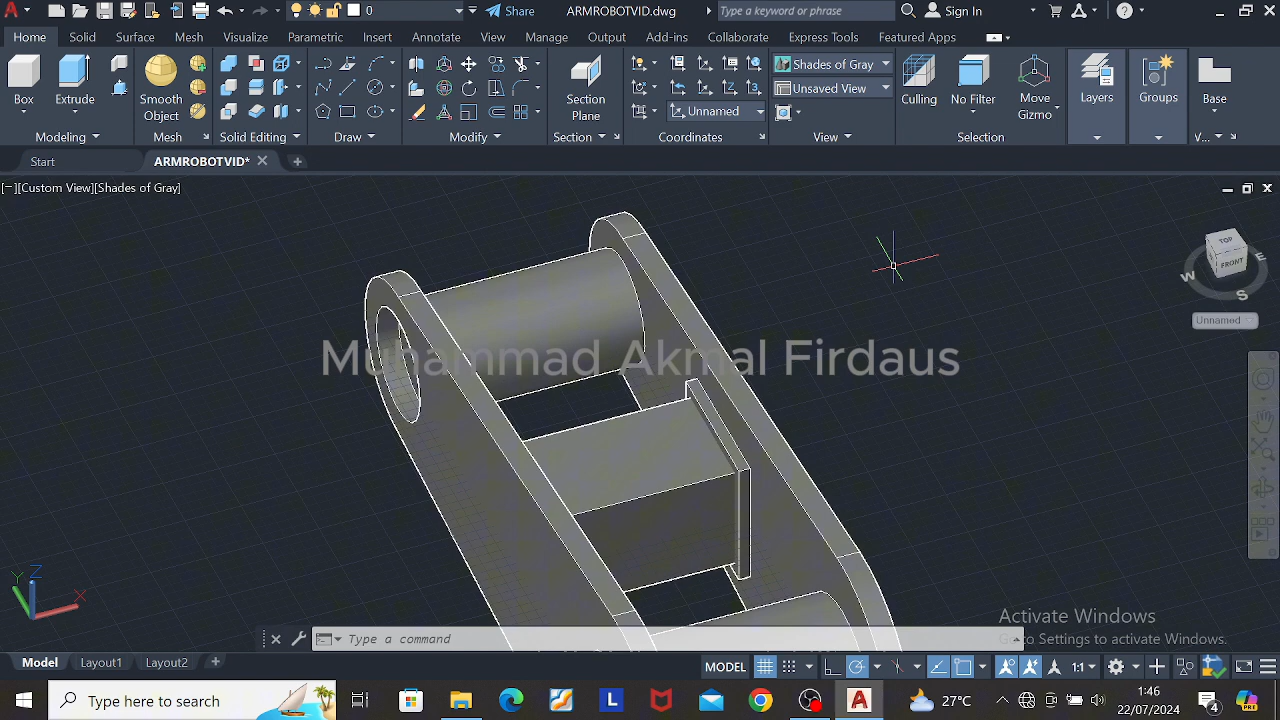 Share
ARMROBOTVID.dwg
Type a keyword or phrase
Sign In
0
Home
Solid
Surface
Mesh
Visualize
Parametric
Insert
Annotate
View
Manage
Output
Add-ins
Collaborate
Express Tools
Featured Apps
Box
Extrude
Smooth
Object
Section
Plane
Unnamed
Shades of Gray
Unsaved View
Culling
No Filter
Move
Gizmo
Layers
Groups
Base
Modeling
Mesh
Solid Editing
Draw
Modify
Section
Coordinates
View
Selection
V...
Start
ARMROBOTVID*
[−][Custom View][Shades of Gray]
TOP
FRONT
W
E
S
Unnamed
Muhammad Akmal Firdaus
Y
Z
X
Activate Windows
Go to Settings to activate Windows.
Type a command
Model
Layout1
Layout2
MODEL
1:1
Type here to search
27°C
1:46
22/07/2024
4
PRE